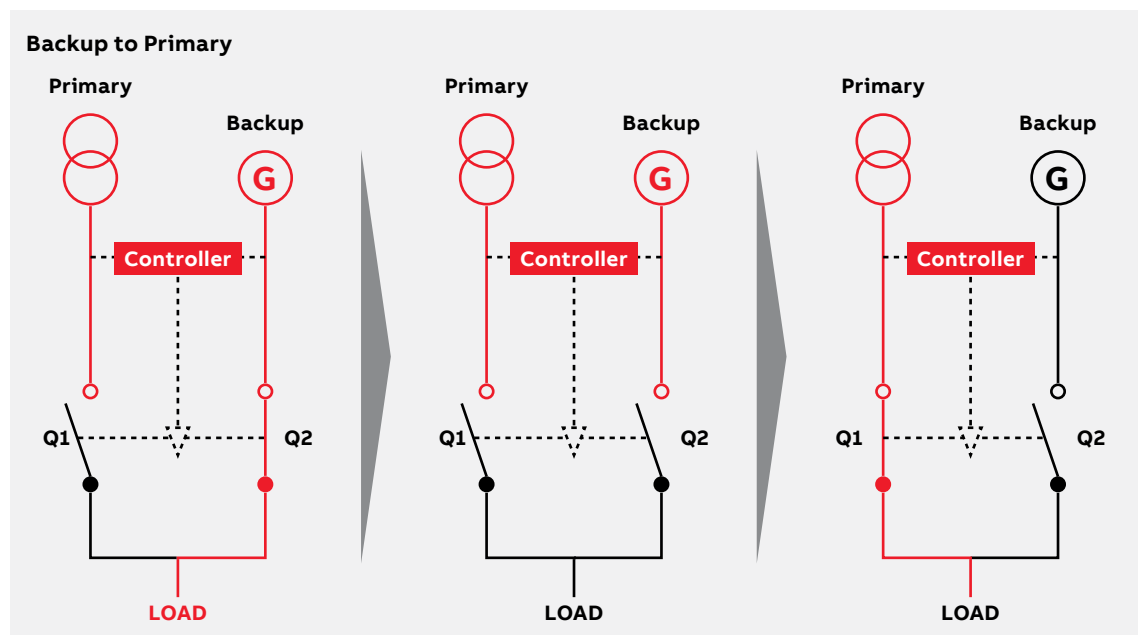 Backup to Primary
Primary
Backup
G
Controller
Q1
Q2
LOAD
Primary
Backup
G
Controller
Q1
Q2
LOAD
Primary
Backup
G
Controller
Q1
Q2
LOAD